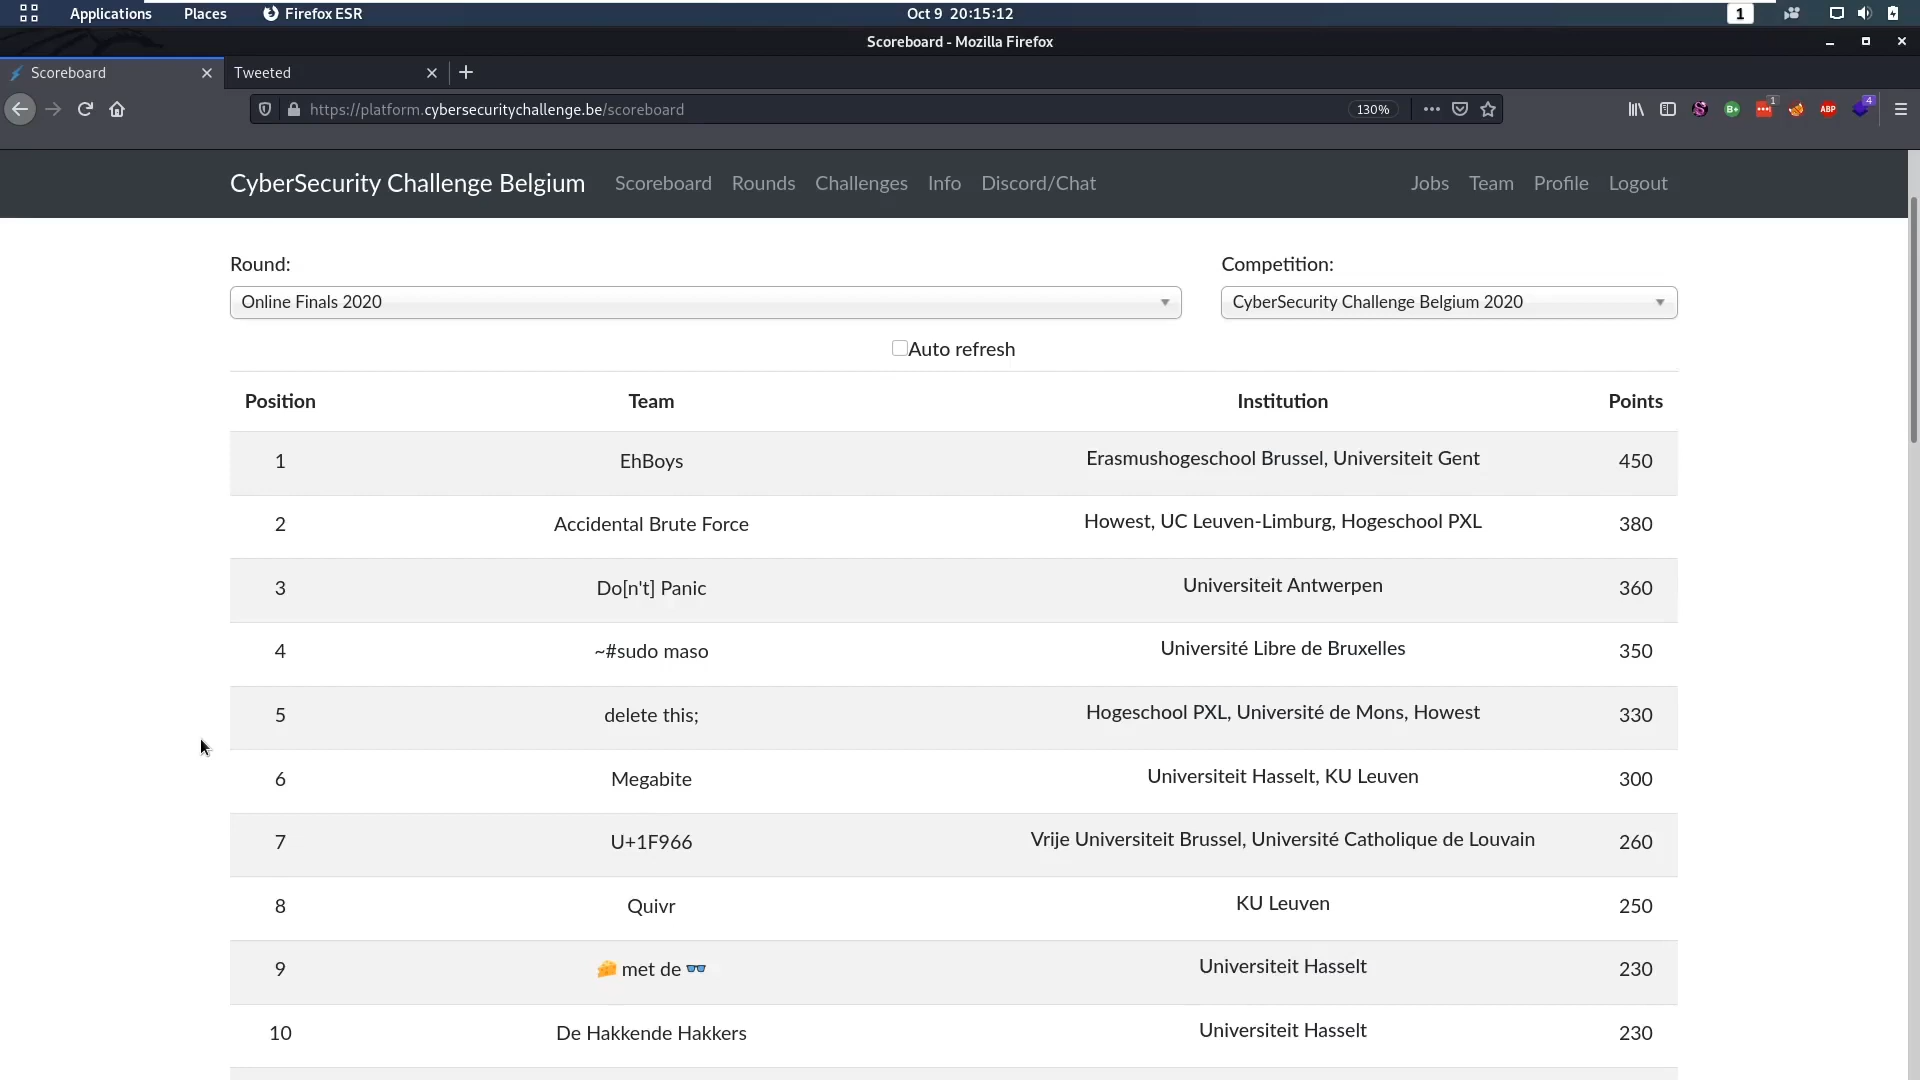 Applications Places Firefox ESR Oct 9 20:15:12 1
Scoreboard - Mozilla Firefox
Scoreboard Tweeted
https://platform.cybersecuritychallenge.be/scoreboard 130% B+ 1 ABP 4
CyberSecurity Challenge Belgium Scoreboard Rounds Challenges Info Discord/Chat Jobs Team Profile Logout
Round: Competition:
Online Finals 2020 CyberSecurity Challenge Belgium 2020
Auto refresh
Position Team Institution Points
1 EhBoys Erasmushogeschool Brussel, Universiteit Gent 450
2 Accidental Brute Force Howest, UC Leuven-Limburg, Hogeschool PXL 380
3 Do[n't] Panic Universiteit Antwerpen 360
4 ~#sudo maso Université Libre de Bruxelles 350
5 delete this; Hogeschool PXL, Université de Mons, Howest 330
6 Megabite Universiteit Hasselt, KU Leuven 300
7 U+1F966 Vrije Universiteit Brussel, Université Catholique de Louvain 260
8 Quivr KU Leuven 250
9 🧀 met de 🕶️ Universiteit Hasselt 230
10 De Hakkende Hakkers Universiteit Hasselt 230